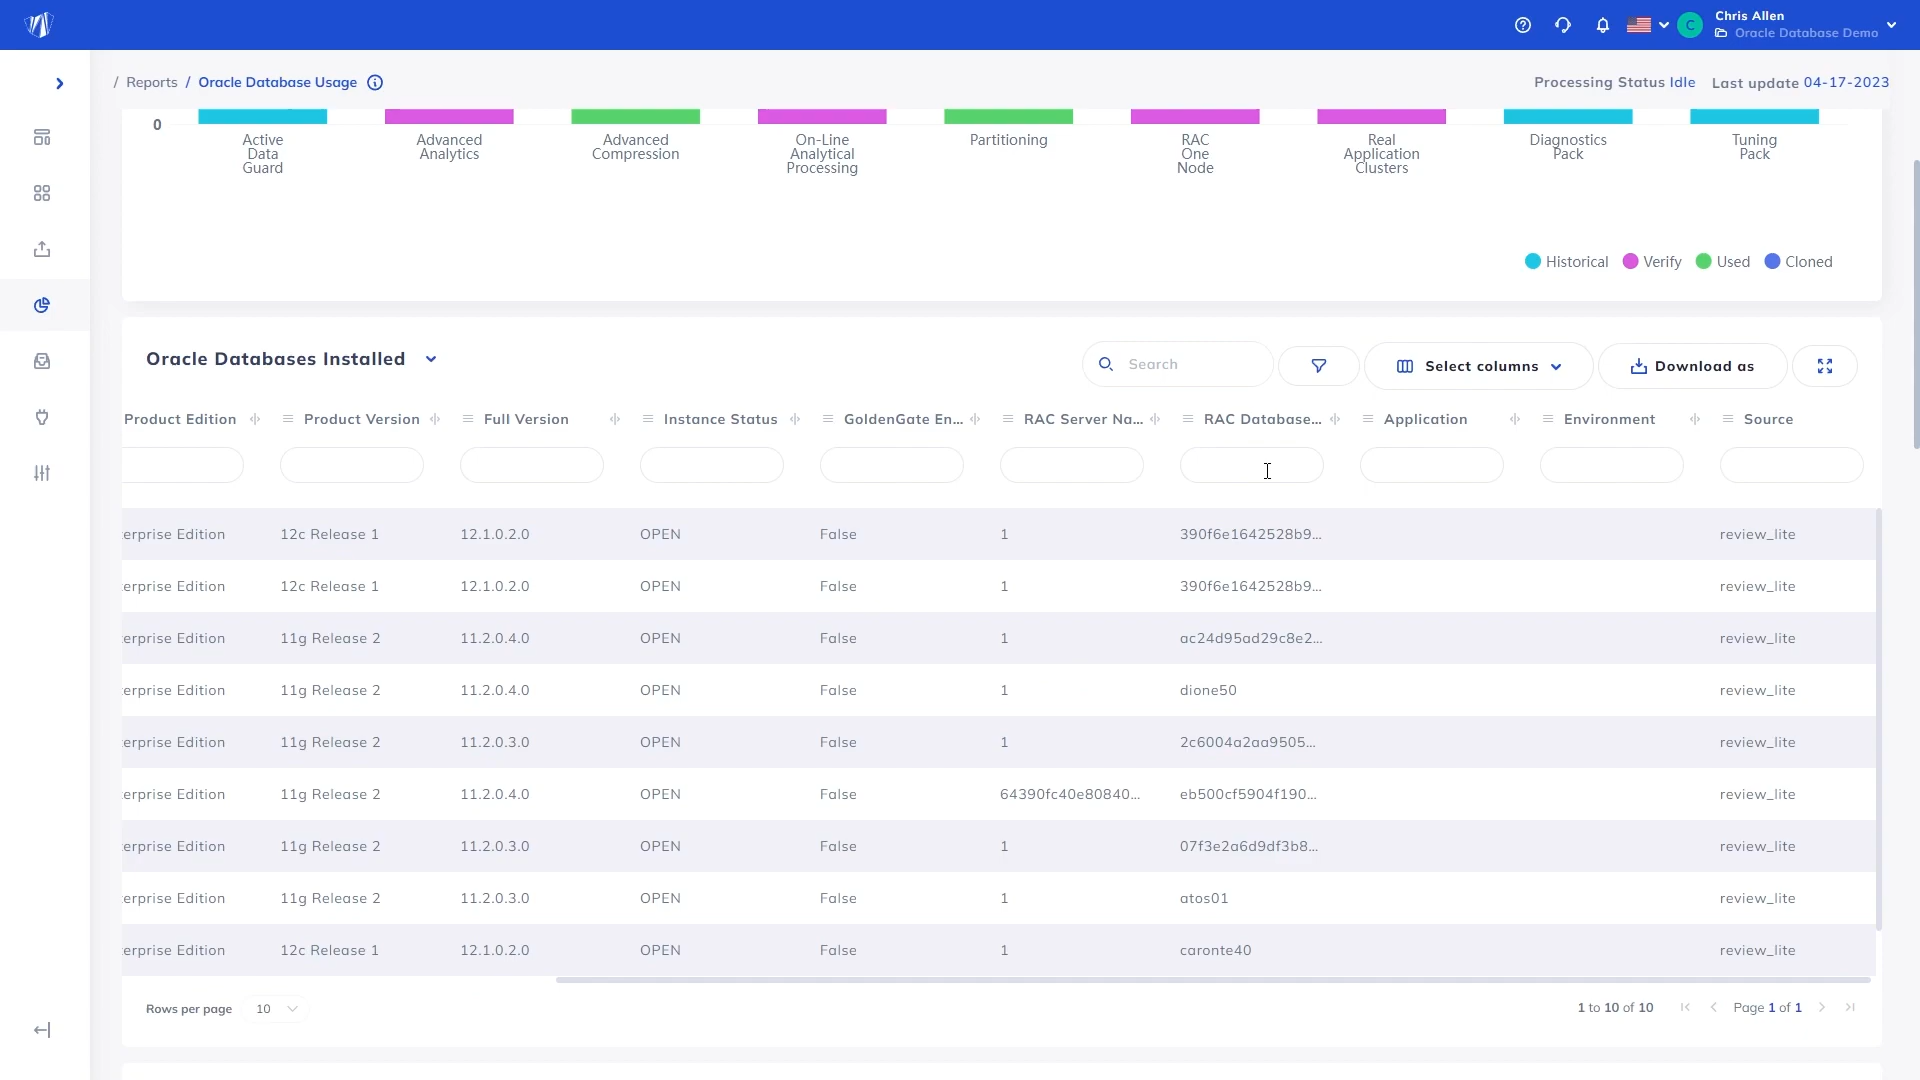 Chris Allen
C
Oracle Database Demo
/ Reports / Oracle Database Usage
Processing Status Idle Last update 04-17-2023
0
Active Data Guard
Advanced Analytics
Advanced Compression
On-Line Analytical Processing
Partitioning
RAC One Node
Real Application Clusters
Diagnostics Pack
Tuning Pack
Historical Verify Used Cloned
Oracle Databases Installed
Search
Select columns
Download as
Product Edition Product Version Full Version Instance Status GoldenGate En... RAC Server Na... RAC Database... Application Environment Source
erprise Edition 12c Release 1 12.1.0.2.0 OPEN False 1 390f6e1642528b9... review_lite
erprise Edition 12c Release 1 12.1.0.2.0 OPEN False 1 390f6e1642528b9... review_lite
erprise Edition 11g Release 2 11.2.0.4.0 OPEN False 1 ac24d95ad29c8e2... review_lite
erprise Edition 11g Release 2 11.2.0.4.0 OPEN False 1 dione50 review_lite
erprise Edition 11g Release 2 11.2.0.3.0 OPEN False 1 2c6004a2aa9505... review_lite
erprise Edition 11g Release 2 11.2.0.4.0 OPEN False 64390fc40e80840... eb500cf5904f190... review_lite
erprise Edition 11g Release 2 11.2.0.3.0 OPEN False 1 07f3e2a6d9df3b8... review_lite
erprise Edition 11g Release 2 11.2.0.3.0 OPEN False 1 atos01 review_lite
erprise Edition 12c Release 1 12.1.0.2.0 OPEN False 1 caronte40 review_lite
Rows per page 10
1 to 10 of 10 Page 1 of 1